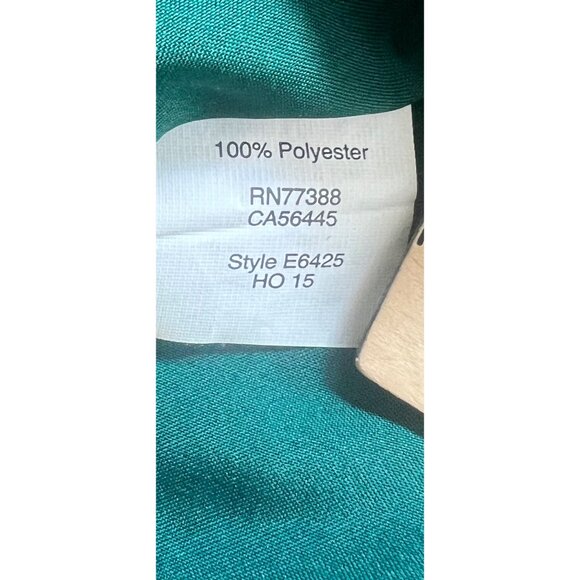 100% Polyester
RN77388
CA56445
Style E6425
HO 15